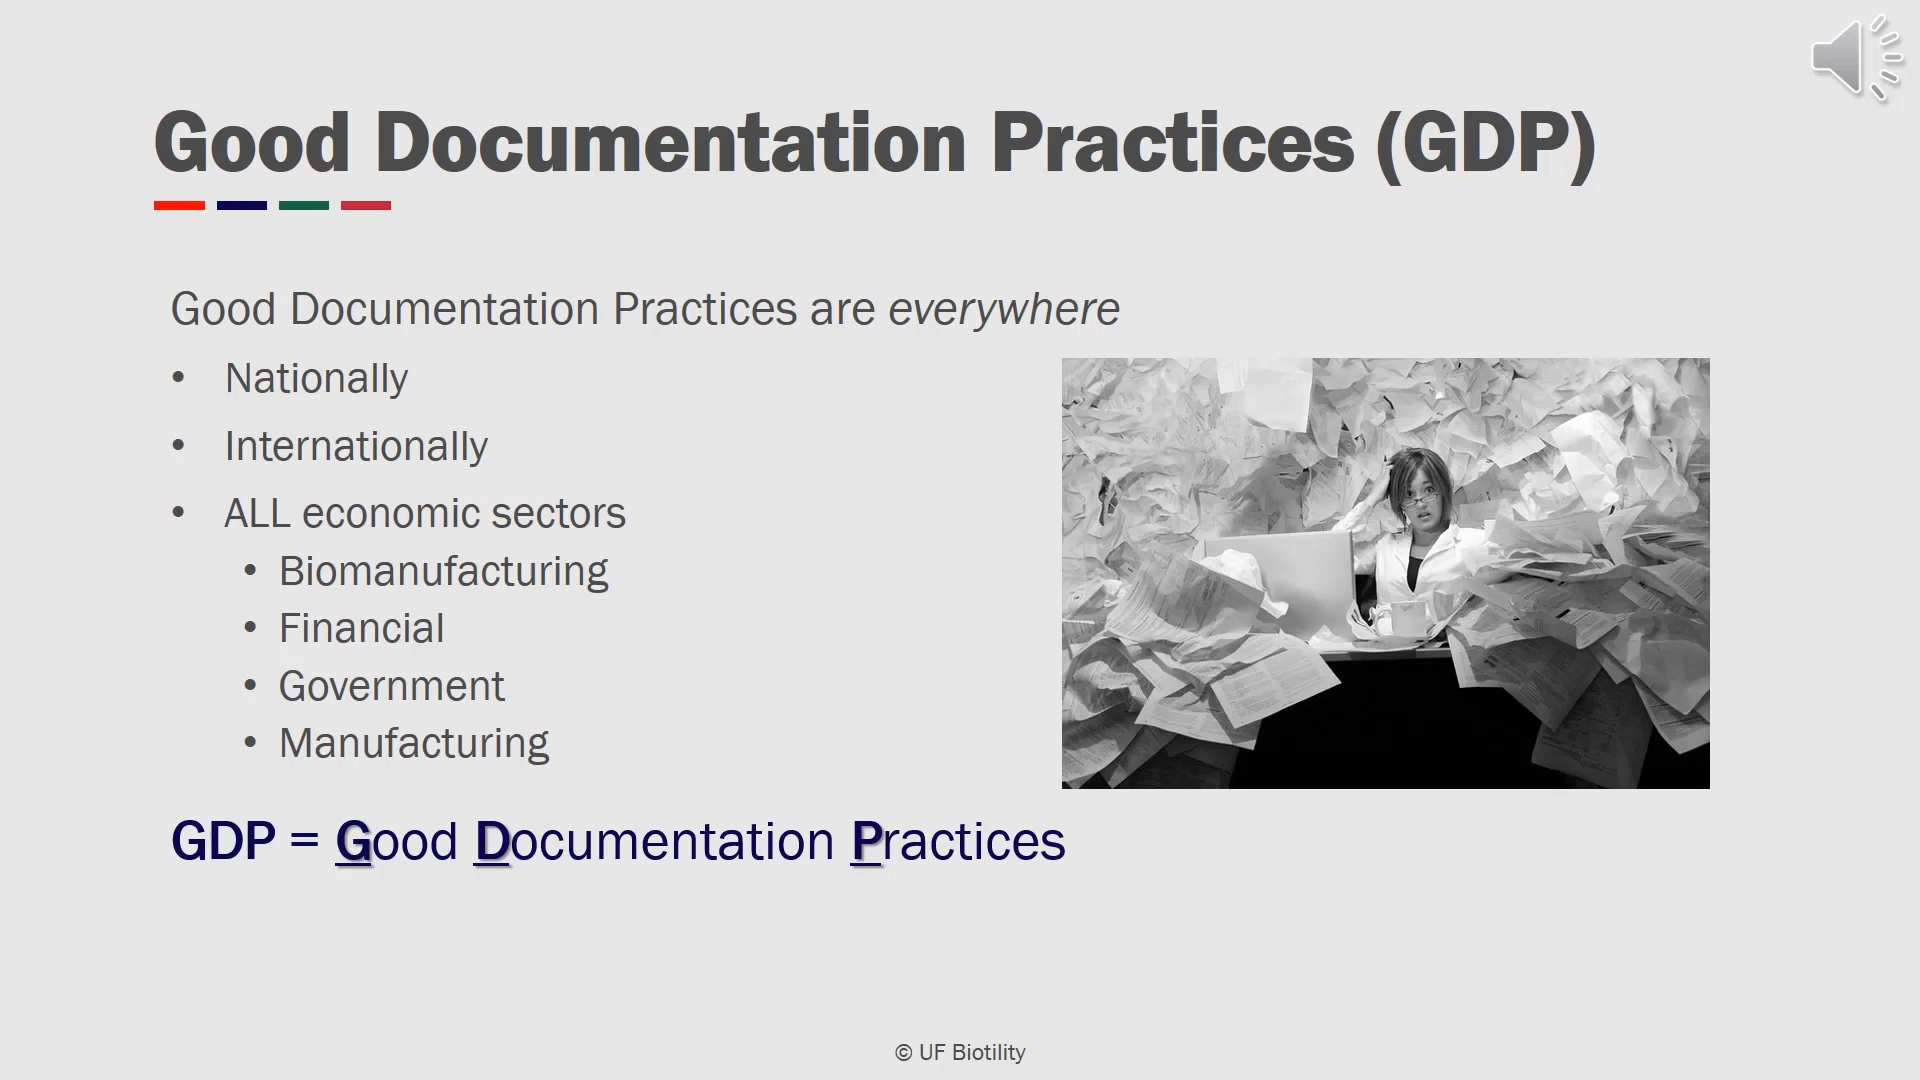 Good Documentation Practices (GDP)
Good Documentation Practices are everywhere
• Nationally
• Internationally
• ALL economic sectors
• Biomanufacturing
• Financial
• Government
• Manufacturing
GDP = Good Documentation Practices
© UF Biotility